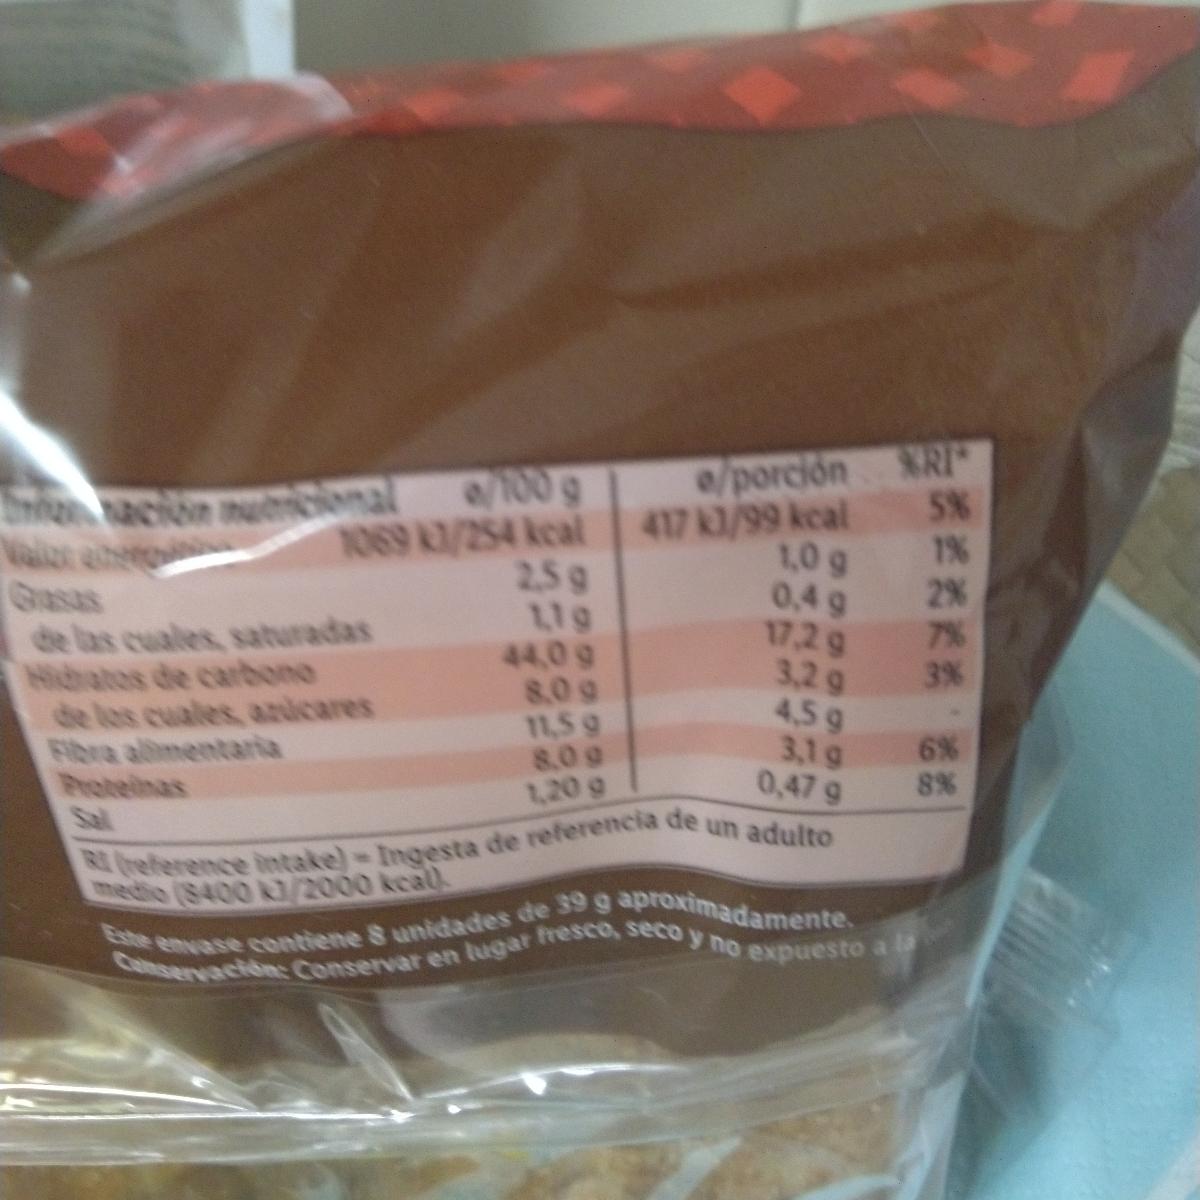 Información nutricional ø/100 g ø/porción %RI*
Valor energético 1069 kJ/254 kcal 417 kJ/99 kcal 5%
Grasas 2,5 g 1,0 g 1%
de las cuales, saturadas 1,1 g 0,4 g 2%
Hidratos de carbono 44,0 g 17,2 g 7%
de los cuales, azúcares 8,0 g 3,2 g 3%
Fibra alimentaria 11,5 g 4,5 g -
Proteínas 8,0 g 3,1 g 6%
Sal 1,20 g 0,47 g 8%
RI (reference intake) = Ingesta de referencia de un adulto
medio (8400 kJ/2000 kcal).
Este envase contiene 8 unidades de 39 g aproximadamente.
Conservación: Conservar en lugar fresco, seco y no expuesto a la